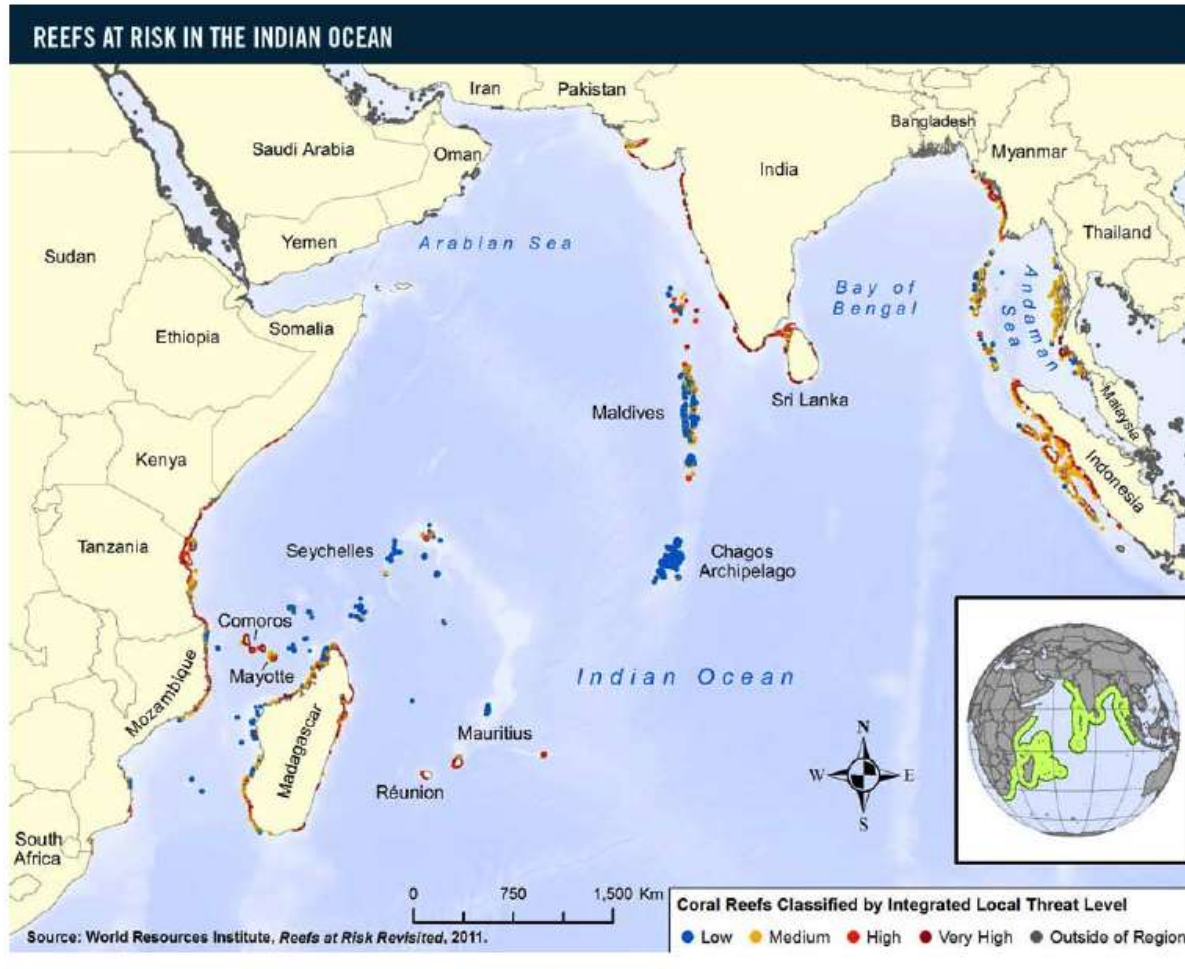 REEFS AT RISK IN THE INDIAN OCEAN
Iran
Pakistan
Bangladesh
Saudi Arabia
Oman
India
Myanmar
Yemen
Arabian Sea
Sudan
Thailand
Bay of
Bengal
Andaman
Sea
Ethiopia
Somalia
Maldives
Sri Lanka
Malaysia
Kenya
Indonesia
Tanzania
Seychelles
Chagos
Archipelago
Comoros
Mayotte
Mozambique
Indian Ocean
Madagascar
Mauritius
Réunion
N
W
E
S
South
Africa
0 750 1,500 Km
Source: World Resources Institute, Reefs at Risk Revisited, 2011.
Coral Reefs Classified by Integrated Local Threat Level
Low Medium High Very High Outside of Region